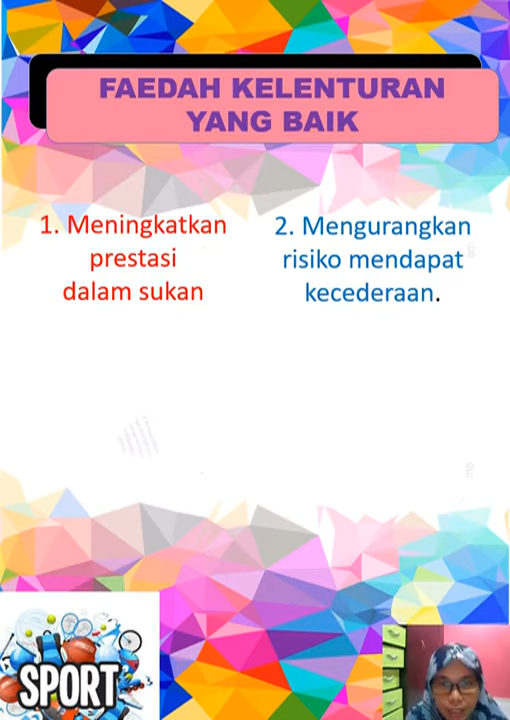 FAEDAH KELENTURAN
YANG BAIK
1. Meningkatkan
prestasi
dalam sukan
2. Mengurangkan
risiko mendapat
kecederaan.
SPORT